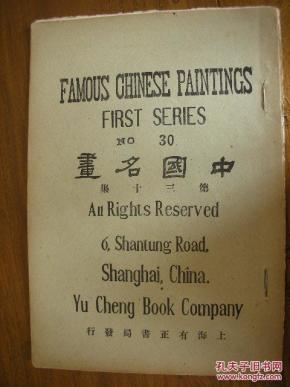 FAMOUS CHINESE PAINTINGS
FIRST SERIES
NO 30
畫名國中
集十三第
All Rights Reserved
6, Shantung Road.
Shanghai, China.
Yu Cheng Book Company
行發局書正有海上
孔夫子旧书网